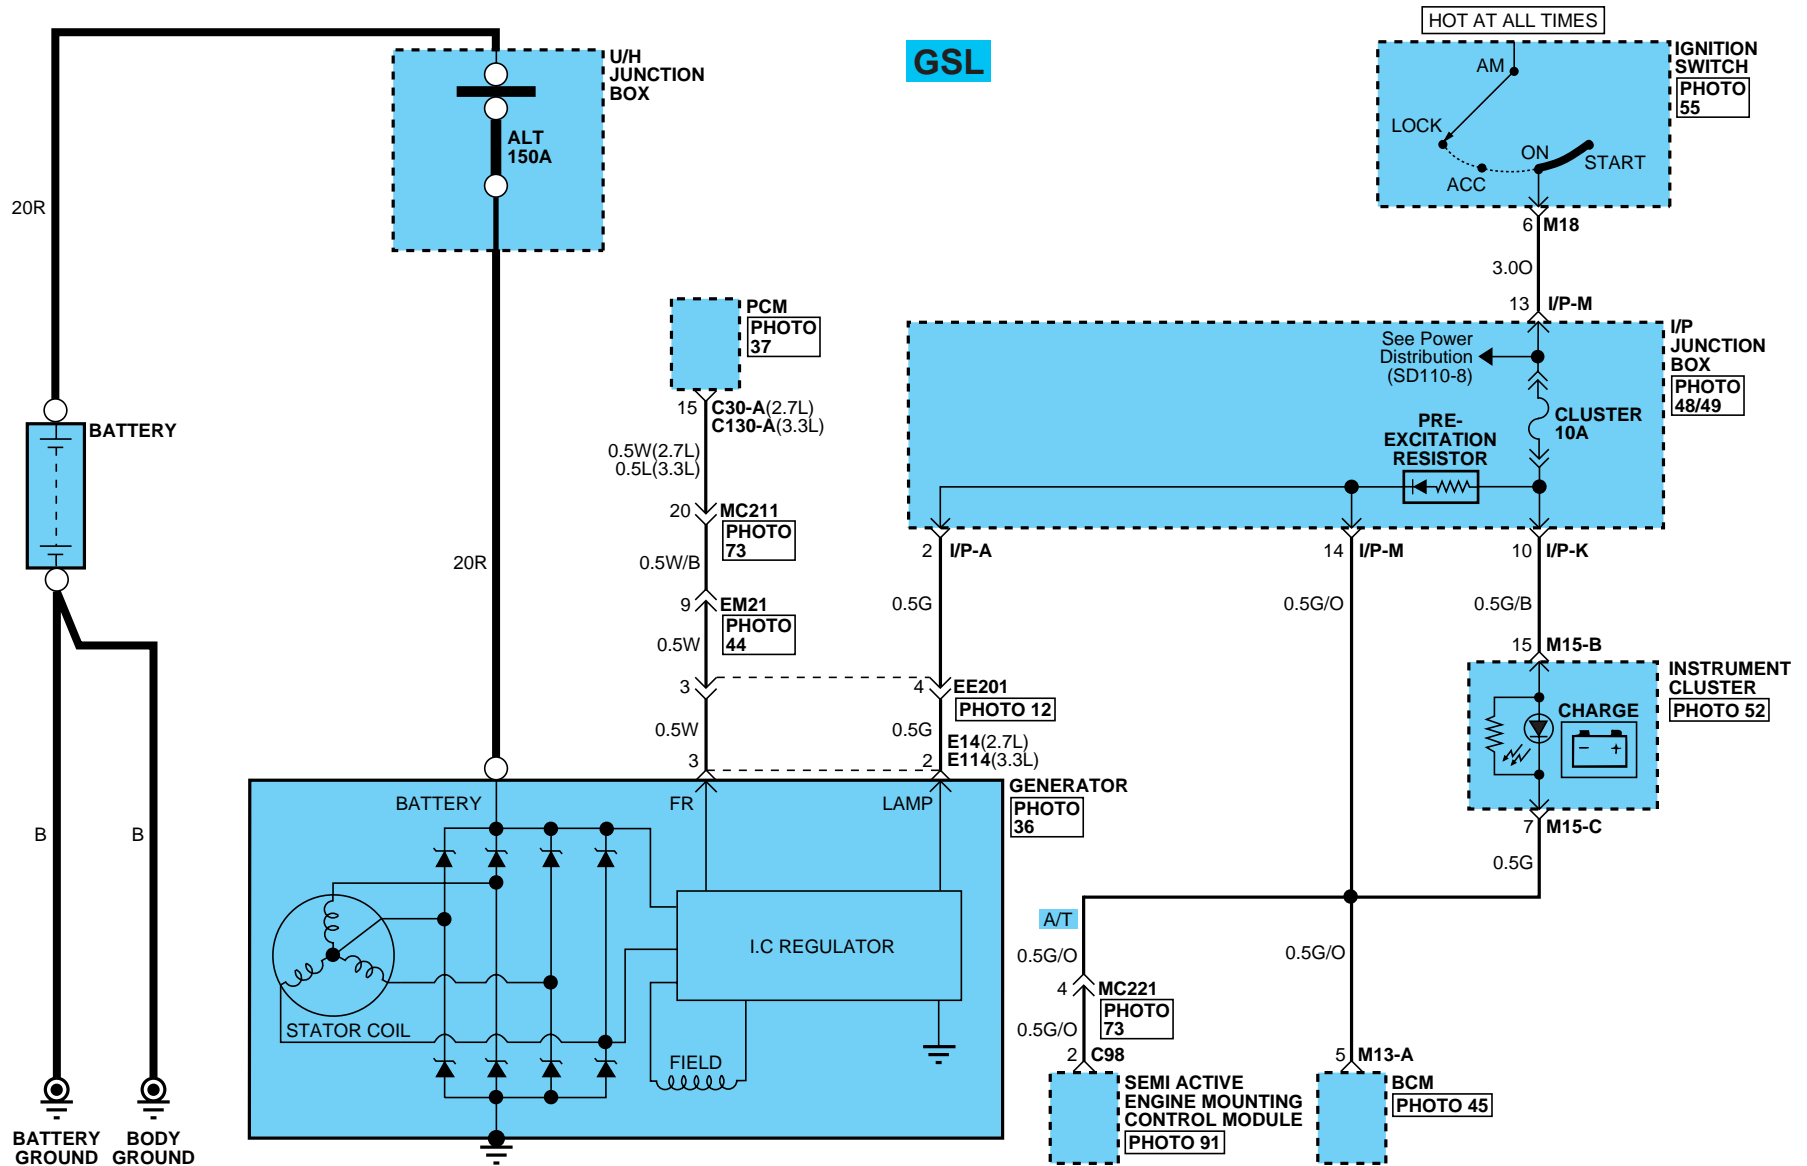 GSL
HOT AT ALL TIMES
IGNITION
SWITCH
PHOTO
55
AM
LOCK
ACC
ON
START
6 M18
3.0O
13 I/P-M
U/H
JUNCTION
BOX
ALT
150A
20R
20R
BATTERY
B
B
BATTERY
GROUND
BODY
GROUND
PCM
PHOTO
37
15 C30-A(2.7L)
C130-A(3.3L)
0.5W(2.7L)
0.5L(3.3L)
20 MC211
PHOTO
73
0.5W/B
9 EM21
PHOTO
44
0.5W
3
0.5W
3
I/P
JUNCTION
BOX
PHOTO
48/49
See Power
Distribution
(SD110-8)
CLUSTER
10A
PRE-
EXCITATION
RESISTOR
2 I/P-A
14 I/P-M
10 I/P-K
0.5G
0.5G/O
0.5G/B
4 EE201
PHOTO 12
0.5G
E14(2.7L)
2 E114(3.3L)
15 M15-B
INSTRUMENT
CLUSTER
PHOTO 52
CHARGE
- +
7 M15-C
0.5G
GENERATOR
PHOTO
36
BATTERY
FR
LAMP
I.C REGULATOR
STATOR COIL
FIELD
A/T
0.5G/O
4 MC221
PHOTO
73
0.5G/O
2 C98
SEMI ACTIVE
ENGINE MOUNTING
CONTROL MODULE
PHOTO 91
0.5G/O
5 M13-A
BCM
PHOTO 45